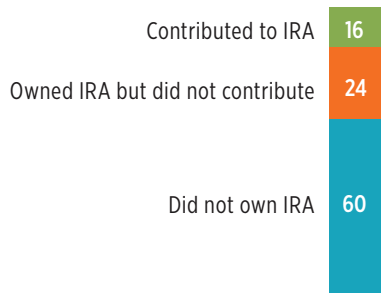 Contributed to IRA 16
Owned IRA but did not contribute 24
Did not own IRA 60